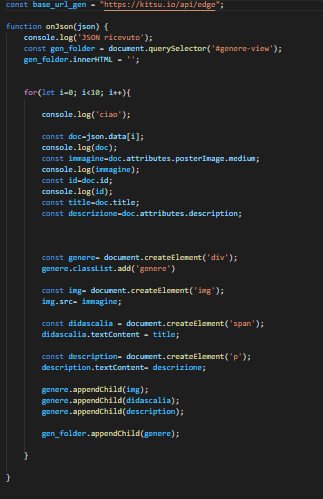 const base_url_gen = "https://kitsu.io/api/edge";
function onJson(json) {
console.log('JSON ricevuto');
const gen_folder = document.querySelector('#genere-view');
gen_folder.innerHTML = '';
for(let i=0; i<10; i++){
console.log('ciao');
const doc=json.data[i];
console.log(doc);
const immagine=doc.attributes.posterImage.medium;
console.log(immagine);
const id=doc.id;
console.log(id);
const title=doc.title;
const descrizione=doc.attributes.description;
const genere= document.createElement('div');
genere.classList.add('genere')
const img= document.createElement('img');
img.src= immagine;
const didascalia = document.createElement('span');
didascalia.textContent = title;
const description= document.createElement('p');
description.textContent= descrizione;
genere.appendChild(img);
genere.appendChild(didascalia);
genere.appendChild(description);
gen_folder.appendChild(genere);
}
}